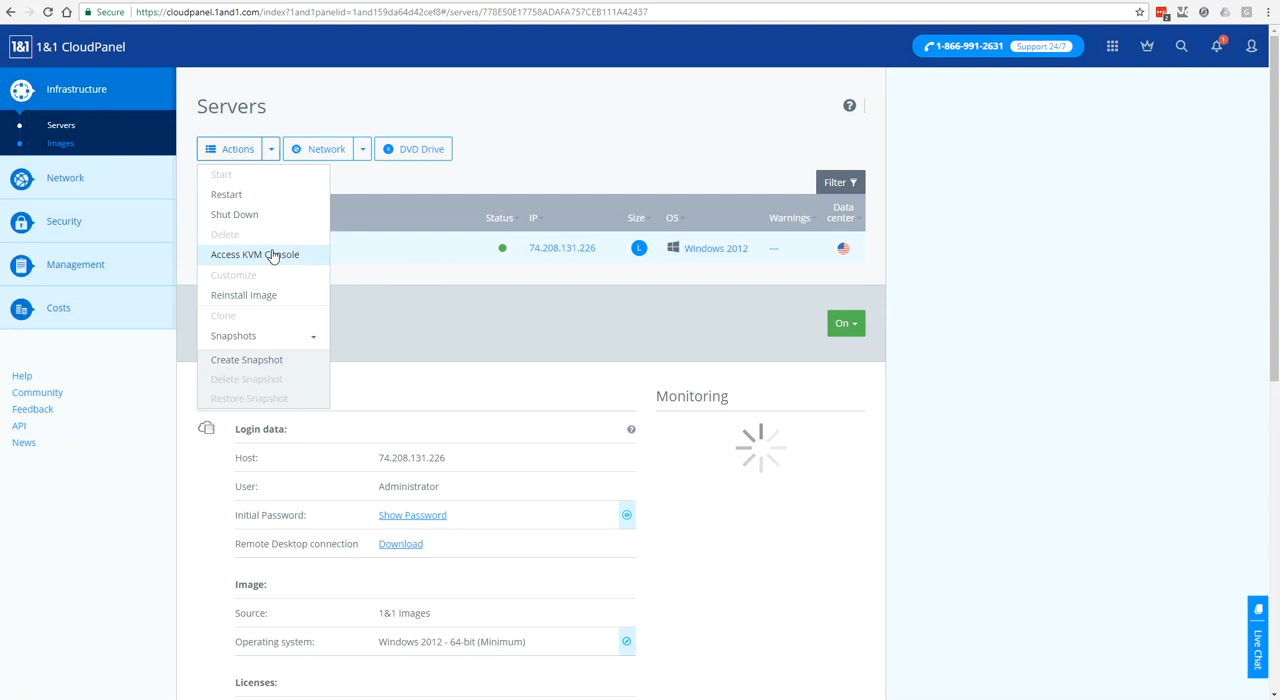 Secure
https://cloudpanel.1and1.com/index?1and1panelid=1and159da64d42cef8#/servers/778E50E17758ADAFA757CEB111A42437
1&1 1&1 CloudPanel
1-866-991-2631 Support 24/7
1
Infrastructure
Servers
Images
Network
Security
Management
Costs
Help
Community
Feedback
API
News
Servers
?
Actions
Network
DVD Drive
Start
Restart
Shut Down
Delete
Access KVM Console
Customize
Reinstall Image
Clone
Snapshots
Create Snapshot
Delete Snapshot
Restore Snapshot
Filter
Status IP Size OS Warnings Data center
74.208.131.226 L Windows 2012 ---
On
Monitoring
Login data:
?
Host: 74.208.131.226
User: Administrator
Initial Password: Show Password
Remote Desktop connection Download
Image:
Source: 1&1 Images
Operating system: Windows 2012 - 64-bit (Minimum)
Licenses:
Live Chat